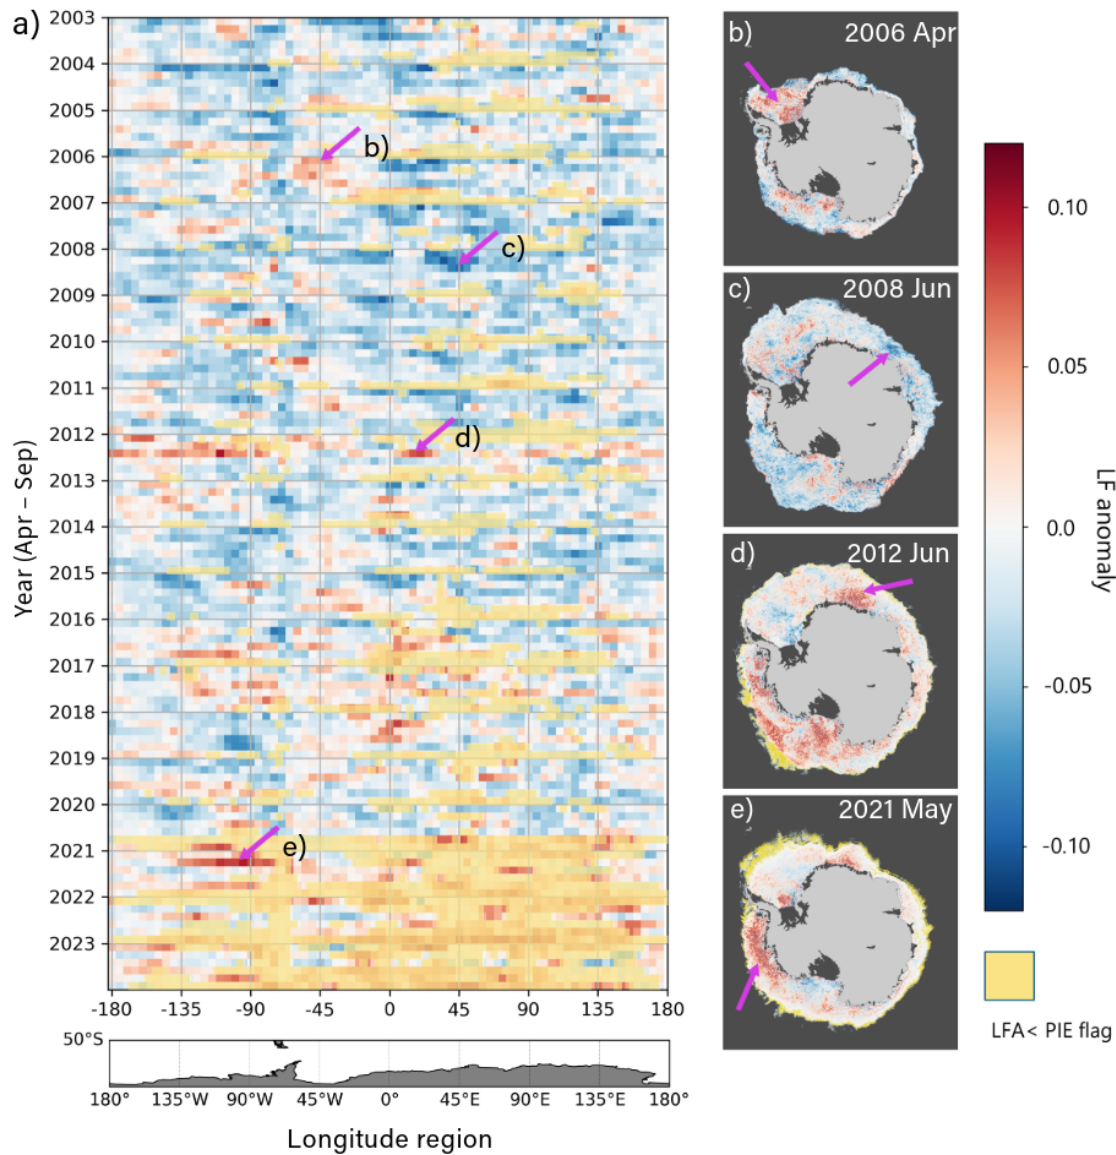 a)
2003
2004
2005
2006
2007
2008
2009
2010
2011
2012
2013
2014
2015
2016
2017
2018
2019
2020
2021
2022
2023
Year (Apr – Sep)
b)
c)
d)
e)
-180
-135
-90
-45
0
45
90
135
180
50°S
180°
135°W
90°W
45°W
0°
45°E
90°E
135°E
180°
Longitude region
b)
2006 Apr
c)
2008 Jun
d)
2012 Jun
e)
2021 May
0.10
0.05
0.0
-0.05
-0.10
LF anomaly
LFA< PIE flag